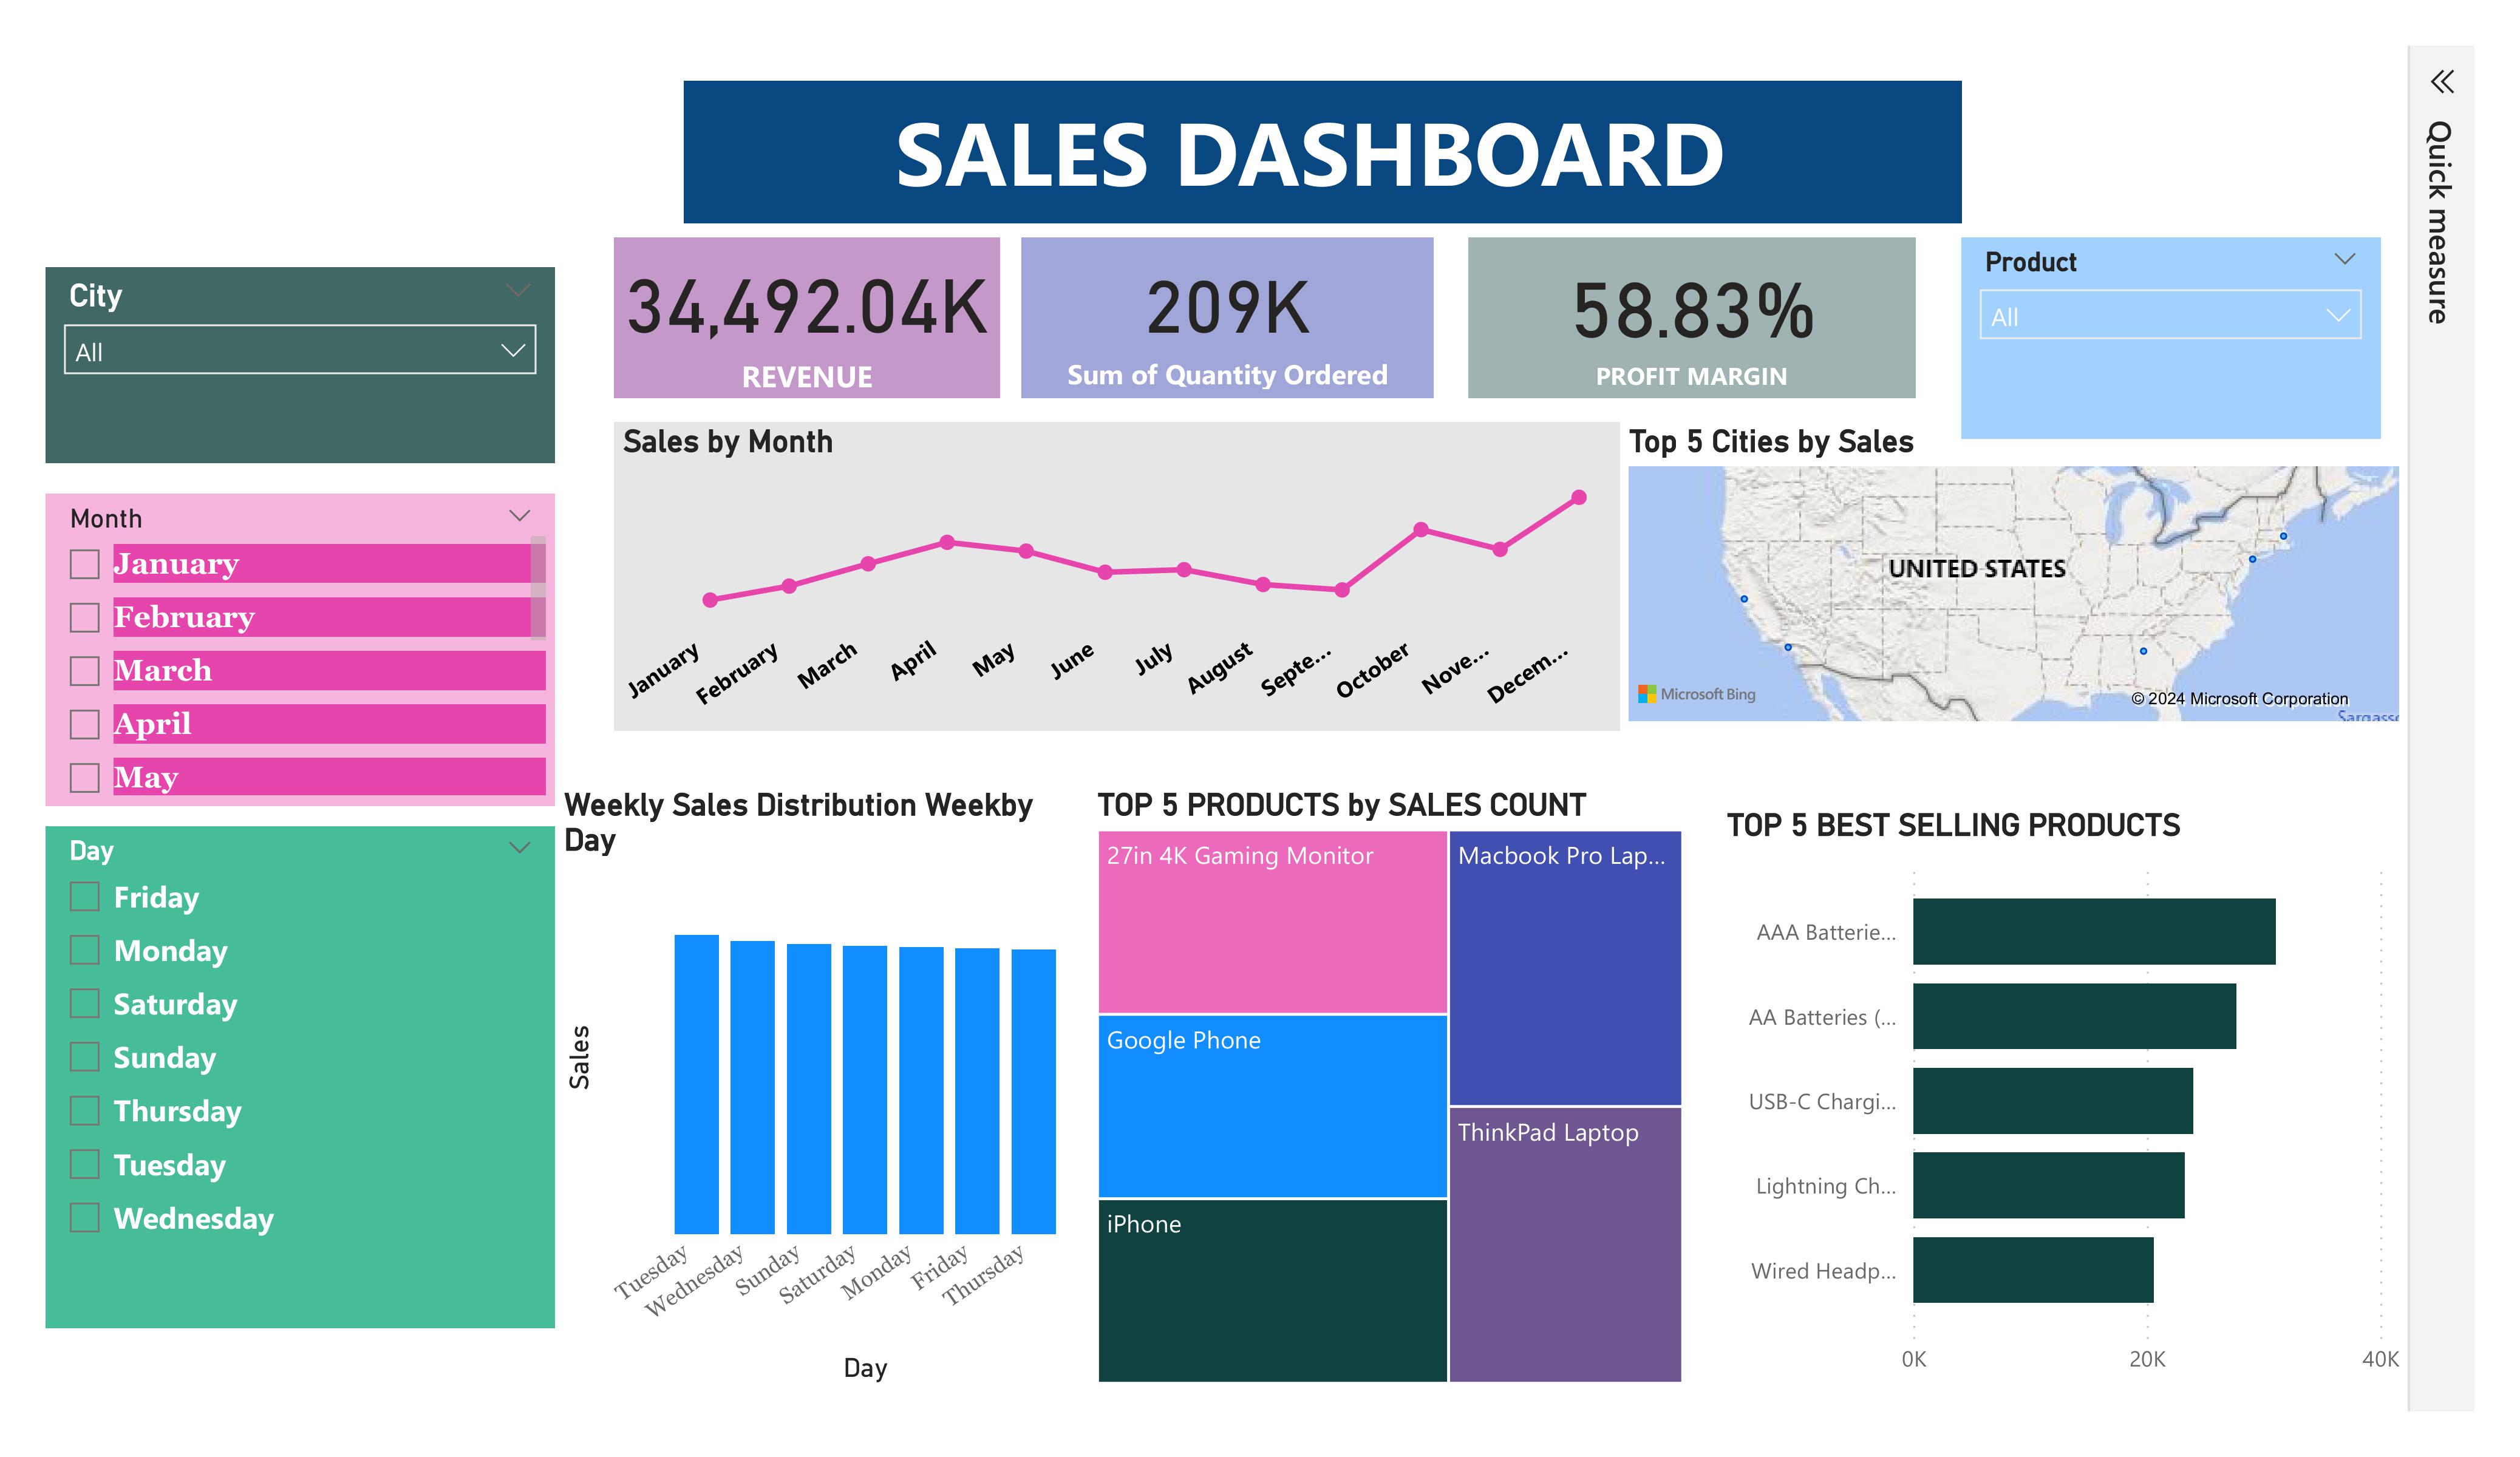 SALES DASHBOARD
Quick measure
34,492.04K
REVENUE
209K
Sum of Quantity Ordered
58.83%
PROFIT MARGIN
Product
All
City
All
Month
January
February
March
April
May
Day
Friday
Monday
Saturday
Sunday
Thursday
Tuesday
Wednesday
Sales by Month
January
February
March
April
May
June
July
August
Septe...
October
Nove...
Decem...
Top 5 Cities by Sales
UNITED STATES
Microsoft Bing
© 2024 Microsoft Corporation
Weekly Sales Distribution Weekby
Day
Sales
Tuesday
Wednesday
Sunday
Saturday
Monday
Friday
Thursday
Day
TOP 5 PRODUCTS by SALES COUNT
27in 4K Gaming Monitor
Google Phone
iPhone
Macbook Pro Lap...
ThinkPad Laptop
TOP 5 BEST SELLING PRODUCTS
AAA Batterie...
AA Batteries (...
USB-C Chargi...
Lightning Ch...
Wired Headp...
0K
20K
40K